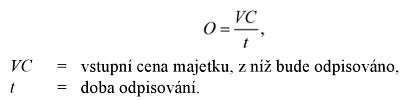 O = VC / t,
VC = vstupní cena majetku, z níž bude odpisováno,
t = doba odpisování.